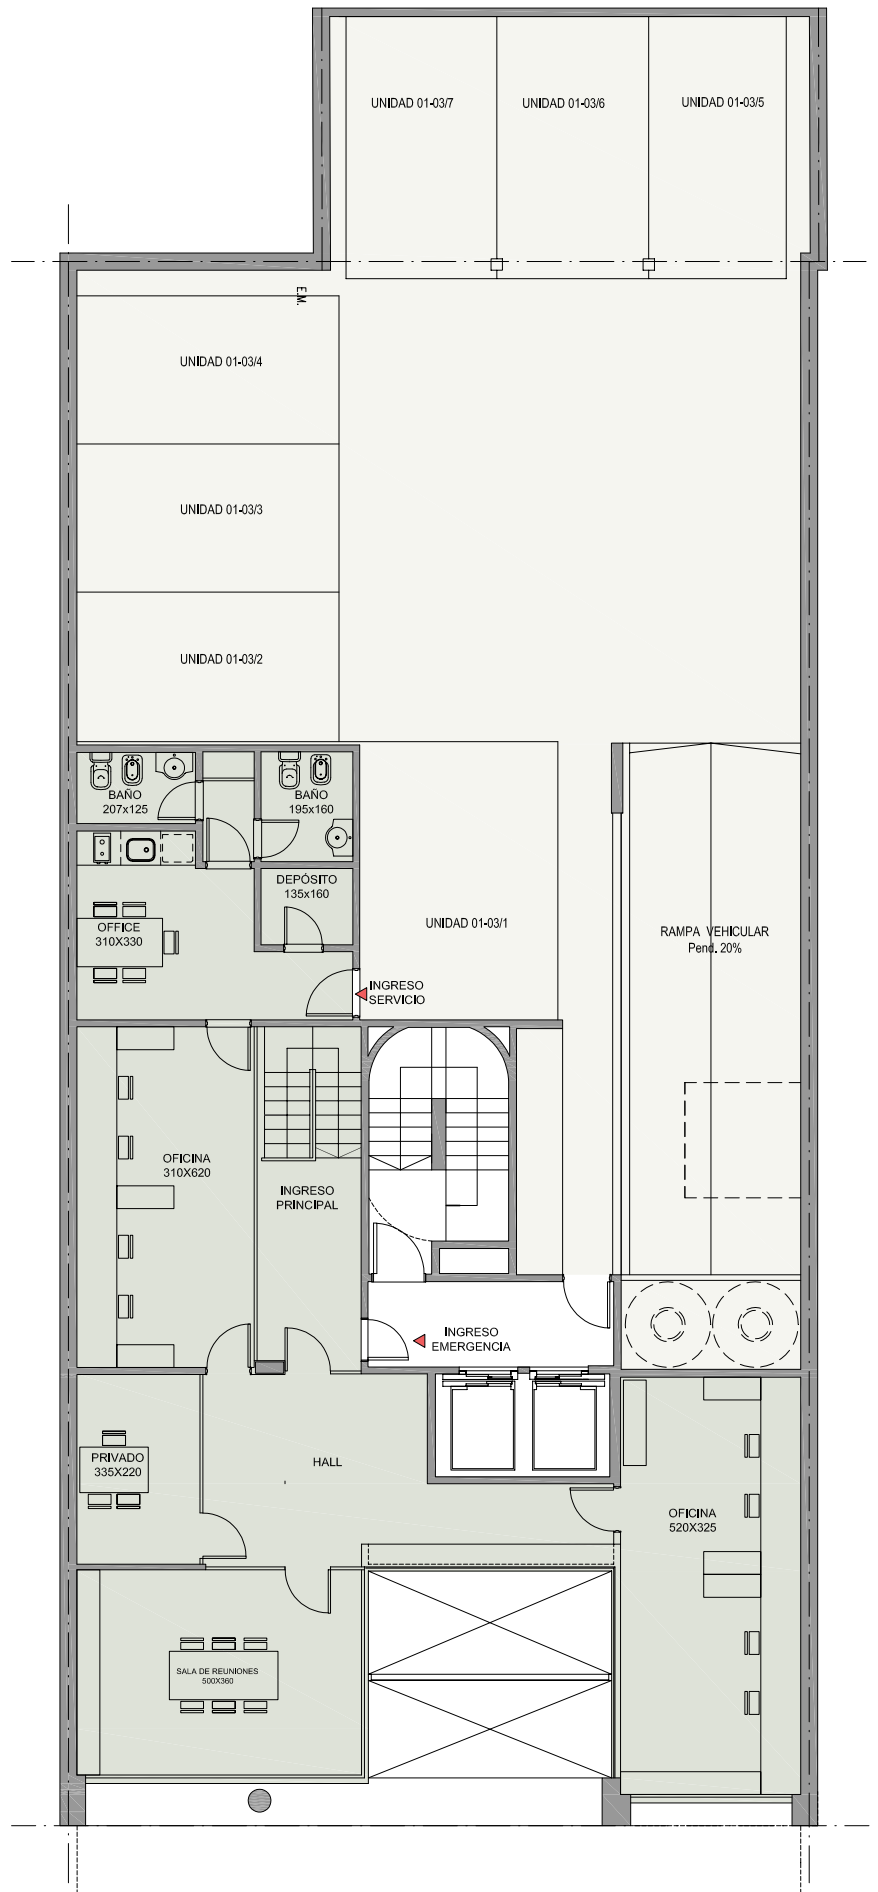 UNIDAD 01-03/7
UNIDAD 01-03/6
UNIDAD 01-03/5
E.M.
UNIDAD 01-03/4
UNIDAD 01-03/3
UNIDAD 01-03/2
BAÑO
207x125
BAÑO
195x160
DEPÓSITO
135x160
OFFICE
310X330
UNIDAD 01-03/1
RAMPA VEHICULAR
Pend. 20%
INGRESO
SERVICIO
OFICINA
310X620
INGRESO
PRINCIPAL
INGRESO
EMERGENCIA
PRIVADO
335X220
HALL
OFICINA
520X325
SALA DE REUNIONES
500X360